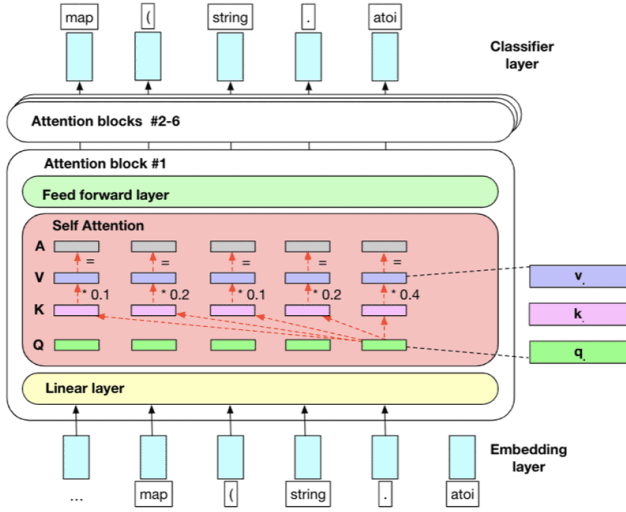 map ( string . atoi
Classifier
layer
Attention blocks #2-6
Attention block #1
Feed forward layer
Self Attention
A
= = = = =
V
v.
* 0.1 * 0.2 * 0.1 * 0.2 * 0.4
K
k.
Q
q.
Linear layer
Embedding
layer
... map ( string . atoi